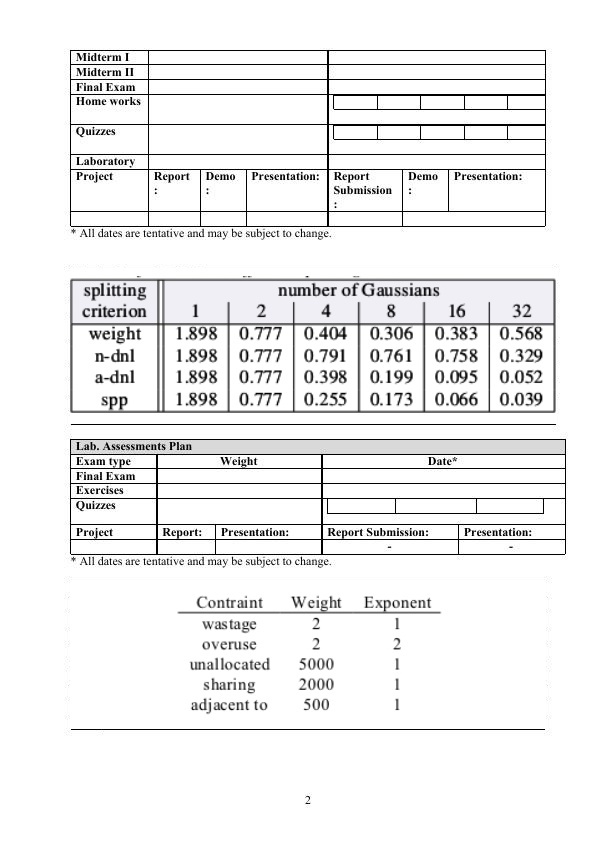 Midterm I
Midterm II
Final Exam
Home works
Quizzes
Laboratory
Project Report : Demo : Presentation: Report Submission : Demo : Presentation:
* All dates are tentative and may be subject to change.
splitting criterion number of Gaussians
1 2 4 8 16 32
weight 1.898 0.777 0.404 0.306 0.383 0.568
n-dnl 1.898 0.777 0.791 0.761 0.758 0.329
a-dnl 1.898 0.777 0.398 0.199 0.095 0.052
spp 1.898 0.777 0.255 0.173 0.066 0.039
Lab. Assessments Plan
Exam type Weight Date*
Final Exam
Exercises
Quizzes
Project Report: Presentation: Report Submission: Presentation:
- -
* All dates are tentative and may be subject to change.
Contraint Weight Exponent
wastage 2 1
overuse 2 2
unallocated 5000 1
sharing 2000 1
adjacent to 500 1
2